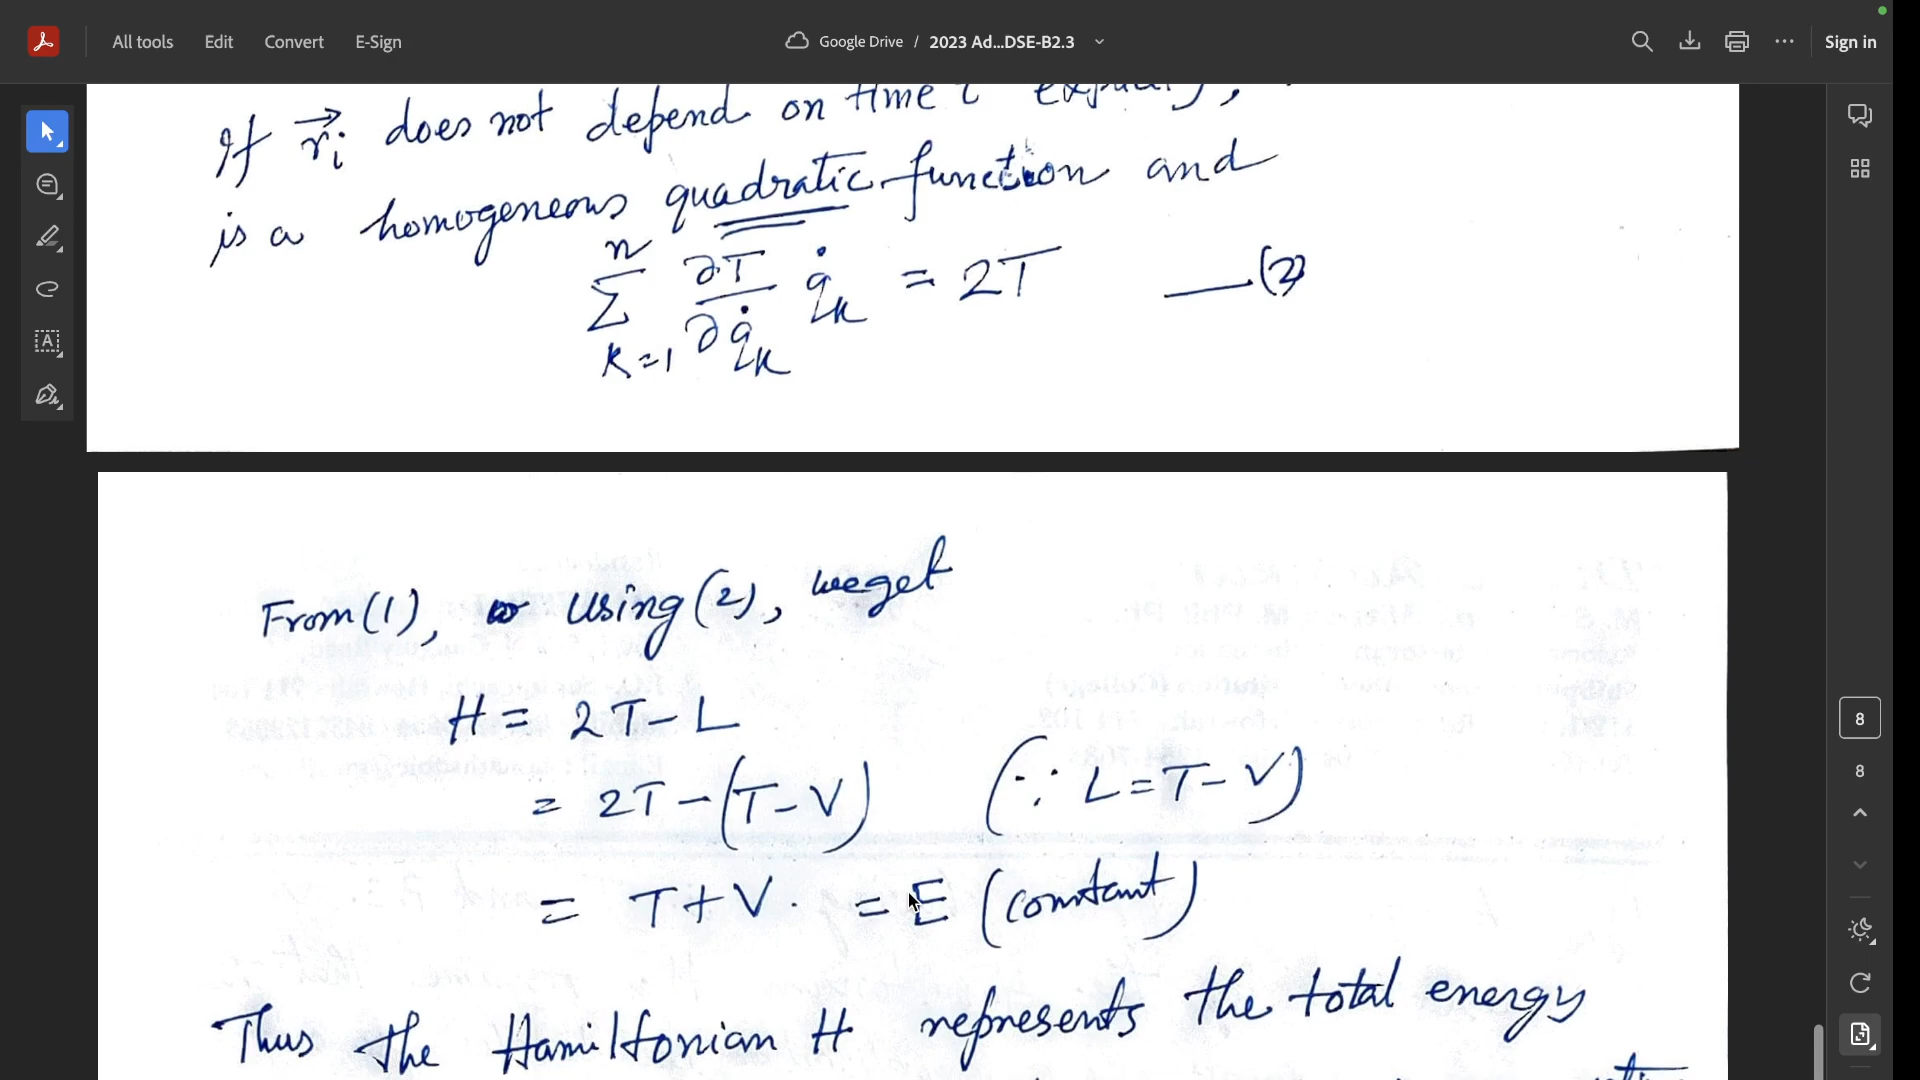 All tools Edit Convert E-Sign Google Drive / 2023 Ad...DSE-B2.3 Sign in
If r⃗ᵢ does not depend on time t
is a homogeneous quadratic function and
∑ₖ₌₁ⁿ ∂T/∂q̇ₖ q̇ₖ = 2T —(2)
From (1), using (2), we get
H = 2T - L
= 2T - (T - V) (∵ L = T - V)
= T + V. = E (constant)
Thus the Hamiltonian H represents the total energy
8
8